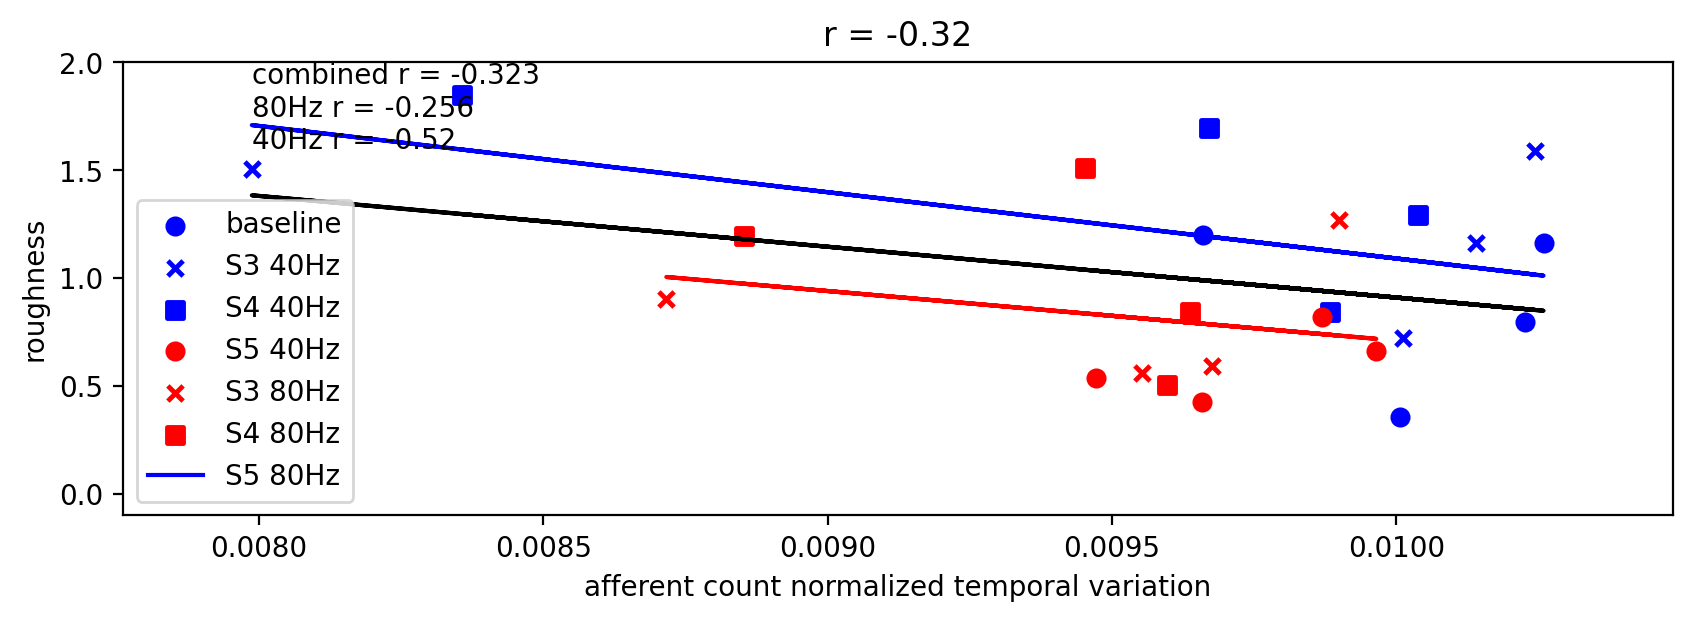 r = -0.32
combined r = -0.323
80Hz r = -0.256
40Hz r = -0.52
2.0
1.5
1.0
0.5
0.0
roughness
baseline
S3 40Hz
S4 40Hz
S5 40Hz
S3 80Hz
S4 80Hz
S5 80Hz
0.0080
0.0085
0.0090
0.0095
0.0100
afferent count normalized temporal variation